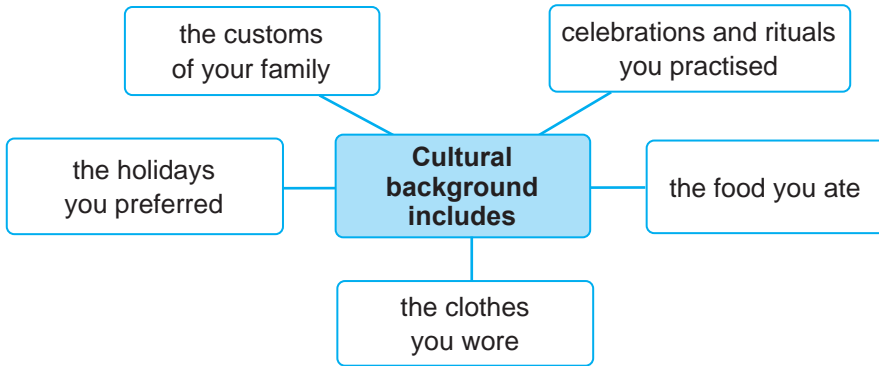 the customs
of your family
celebrations and rituals
you practised
the holidays
you preferred
Cultural
background
includes
the food you ate
the clothes
you wore